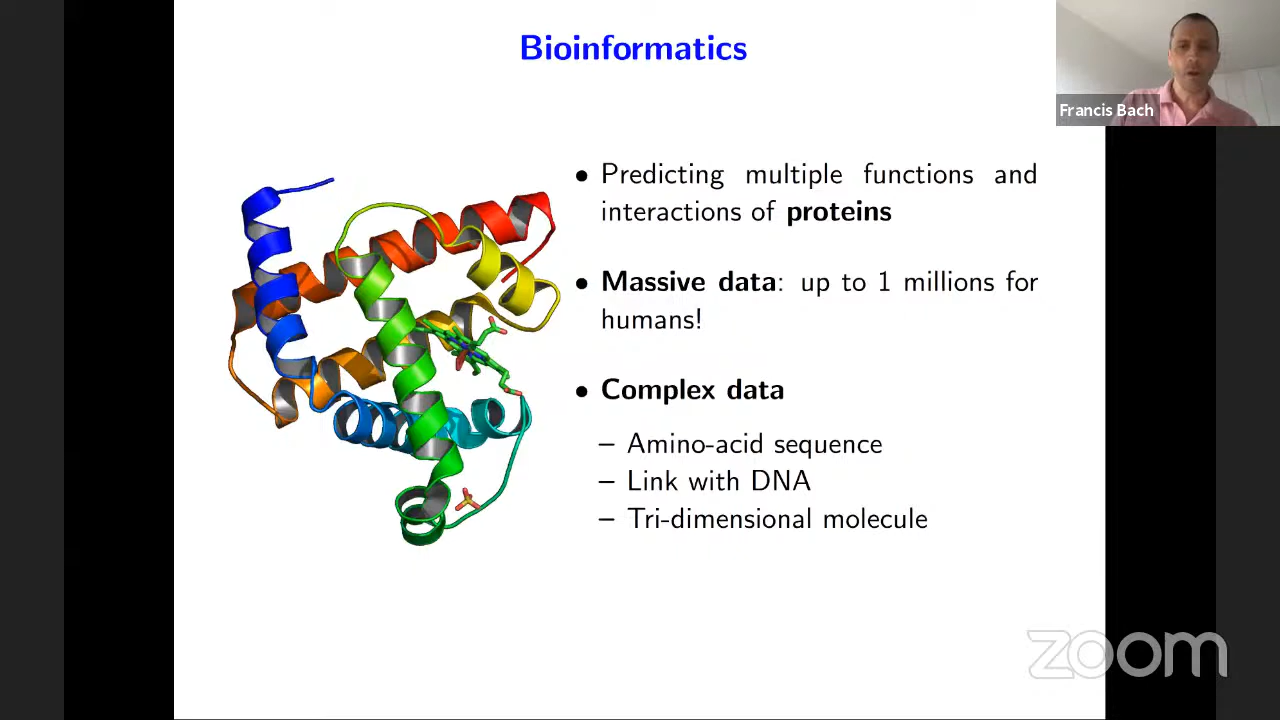 Bioinformatics
Francis Bach
• Predicting multiple functions and
interactions of proteins
• Massive data: up to 1 millions for
humans!
• Complex data
– Amino-acid sequence
– Link with DNA
– Tri-dimensional molecule
zoom